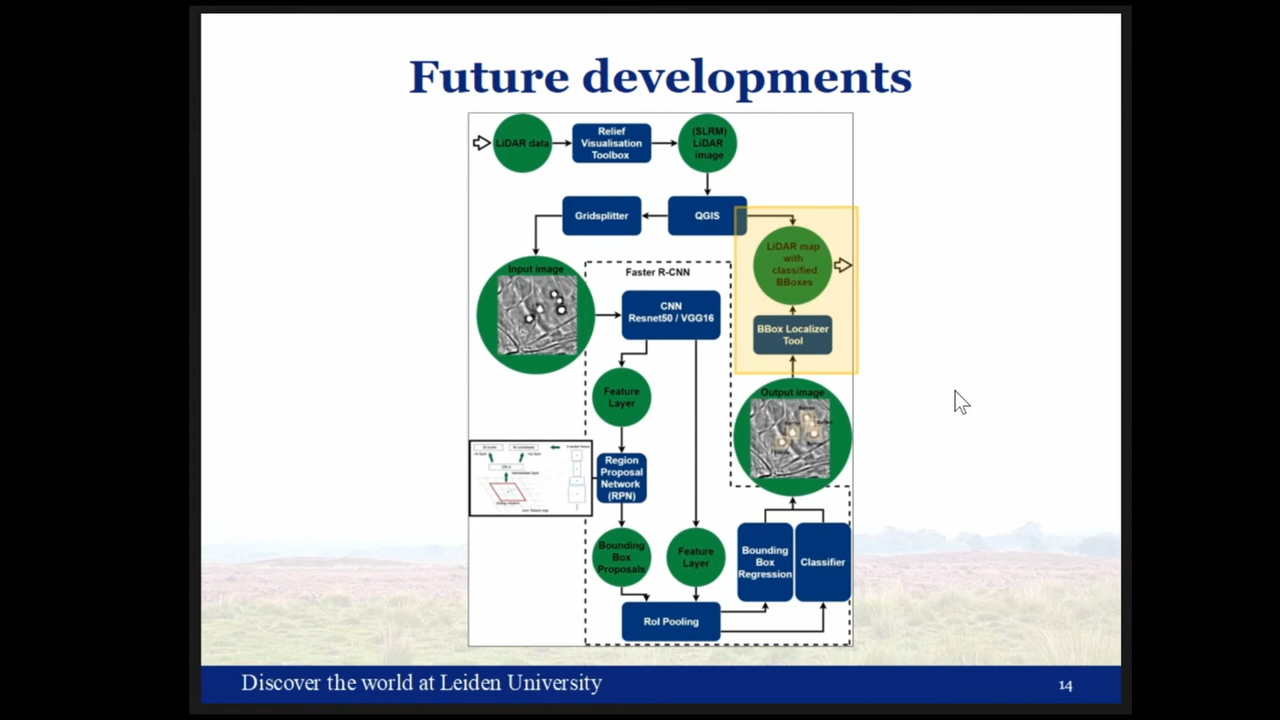 Future developments
LiDAR data
Relief
Visualisation
Toolbox
(SLRM)
LiDAR
image
Gridsplitter
QGIS
Input image
Faster R-CNN
LiDAR map
with
classified
BBoxes
CNN
Resnet50 / VGG16
BBox Localizer
Tool
Feature
Layer
Output image
Region
Proposal
Network
(RPN)
Bounding
Box
Proposals
Feature
Layer
Bounding
Box
Regression
Classifier
RoI Pooling
Discover the world at Leiden University
14